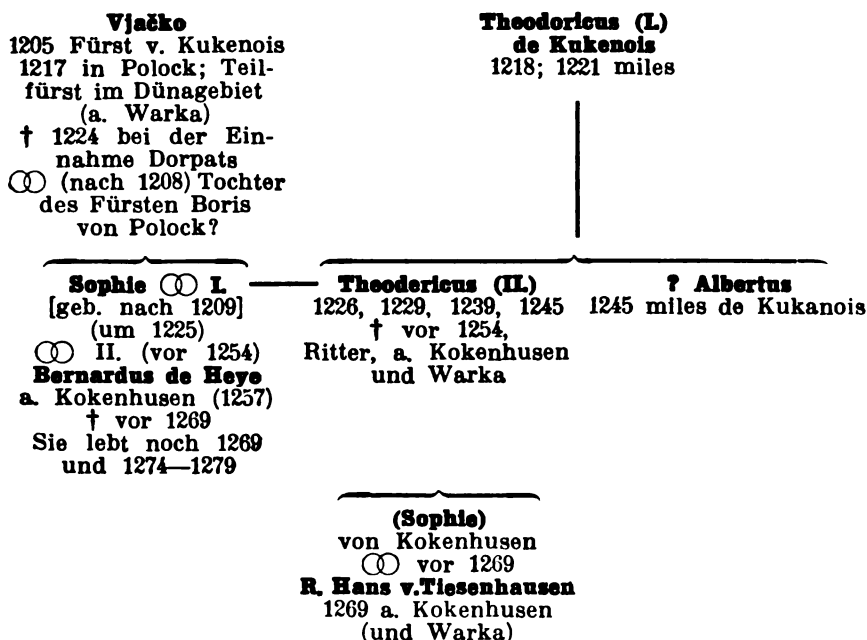 Vjačko
1205 Fürst v. Kukenois
1217 in Polock; Teil-
fürst im Dünagebiet
(a. Warka)
† 1224 bei der Ein-
nahme Dorpats
⚭ (nach 1208) Tochter
des Fürsten Boris
von Polock?
Theodoricus (I.)
de Kukenois
1218; 1221 miles
Sophie ⚭ I.
[geb. nach 1209]
(um 1225)
⚭ II. (vor 1254)
Bernardus de Heye
a. Kokenhusen (1257)
† vor 1269
Sie lebt noch 1269
und 1274—1279
Theodericus (II.)
1226, 1229, 1239, 1245
† vor 1254,
Ritter, a. Kokenhusen
und Warka
? Albertus
1245 miles de Kukanois
(Sophie)
von Kokenhusen
⚭ vor 1269
R. Hans v.Tiesenhausen
1269 a. Kokenhusen
(und Warka)